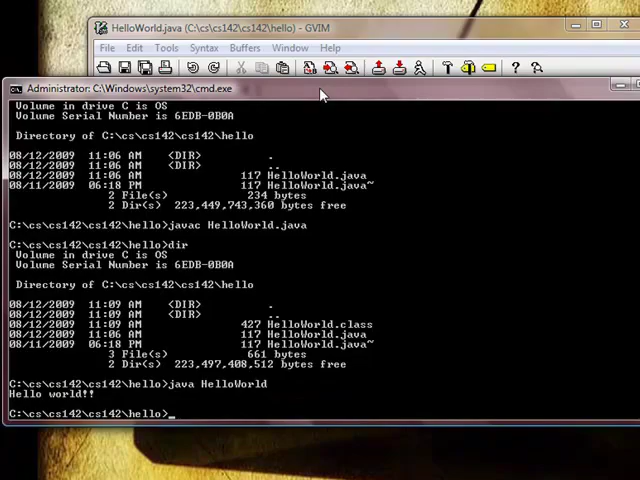 HelloWorld.java (C:\cs\cs142\cs142\hello) - GVIM
File Edit Tools Syntax Buffers Window Help
Administrator: C:\Windows\system32\cmd.exe
Volume in drive C is OS
Volume Serial Number is 6EDB-0B0A
Directory of C:\cs\cs142\cs142\hello
08/12/2009 11:06 AM <DIR> .
08/12/2009 11:06 AM <DIR> ..
08/12/2009 11:06 AM 117 HelloWorld.java
08/11/2009 06:18 PM 117 HelloWorld.java~
2 File(s) 234 bytes
2 Dir(s) 223,449,743,360 bytes free
C:\cs\cs142\cs142\hello>javac HelloWorld.java
C:\cs\cs142\cs142\hello>dir
Volume in drive C is OS
Volume Serial Number is 6EDB-0B0A
Directory of C:\cs\cs142\cs142\hello
08/12/2009 11:09 AM <DIR> .
08/12/2009 11:09 AM <DIR> ..
08/12/2009 11:09 AM 427 HelloWorld.class
08/12/2009 11:06 AM 117 HelloWorld.java
08/11/2009 06:18 PM 117 HelloWorld.java~
3 File(s) 661 bytes
2 Dir(s) 223,497,408,512 bytes free
C:\cs\cs142\cs142\hello>java HelloWorld
Hello world!!
C:\cs\cs142\cs142\hello>_